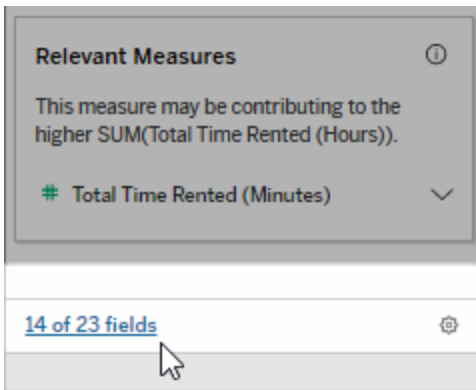 Relevant Measures
This measure may be contributing to the
higher SUM(Total Time Rented (Hours)).
Total Time Rented (Minutes)
14 of 23 fields